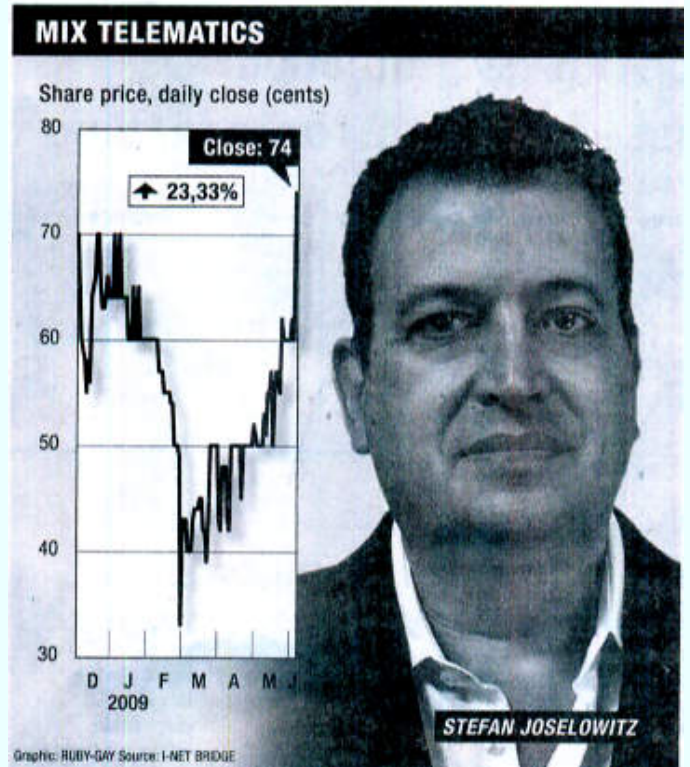 MIX TELEMATICS
Share price, daily close (cents)
80
Close: 74
23,33%
70
60
50
40
30
D J F M A M J
2009
STEFAN JOSELOWITZ
Graphic: RUBY-GAY Source: I-NET BRIDGE